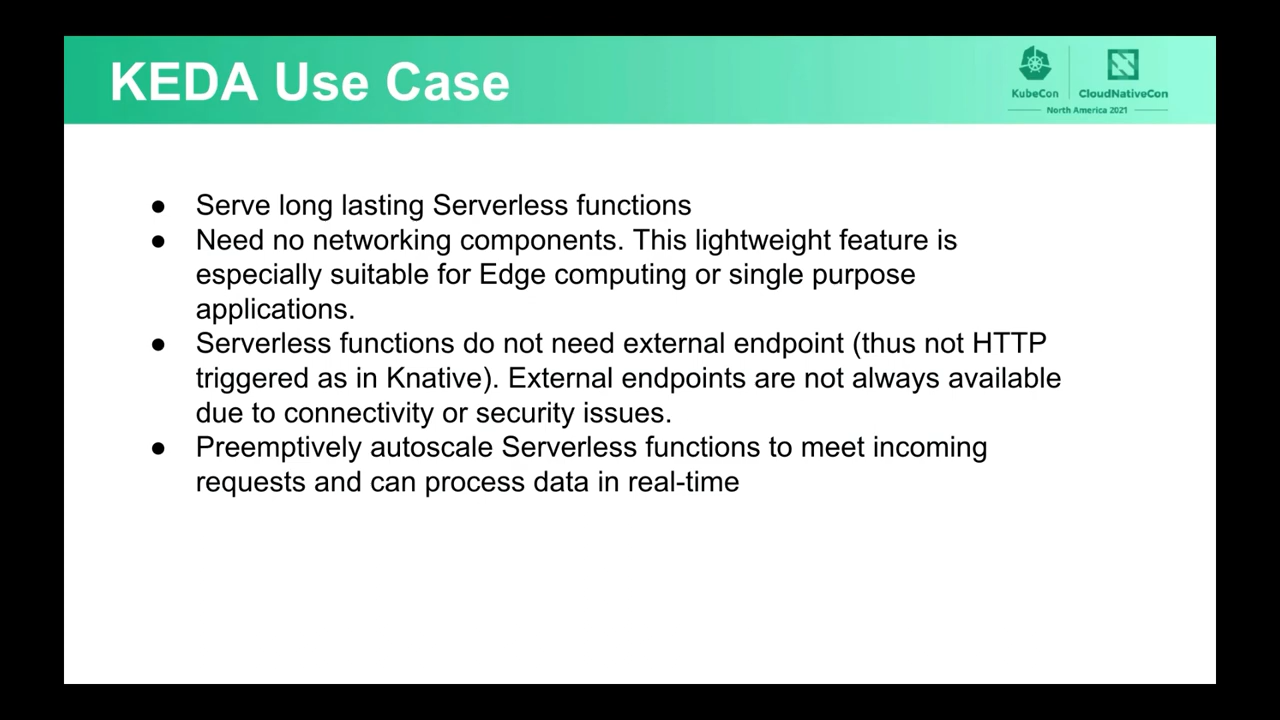 KEDA Use Case
KubeCon
CloudNativeCon
North America 2021
● Serve long lasting Serverless functions
● Need no networking components. This lightweight feature is
especially suitable for Edge computing or single purpose
applications.
● Serverless functions do not need external endpoint (thus not HTTP
triggered as in Knative). External endpoints are not always available
due to connectivity or security issues.
● Preemptively autoscale Serverless functions to meet incoming
requests and can process data in real-time